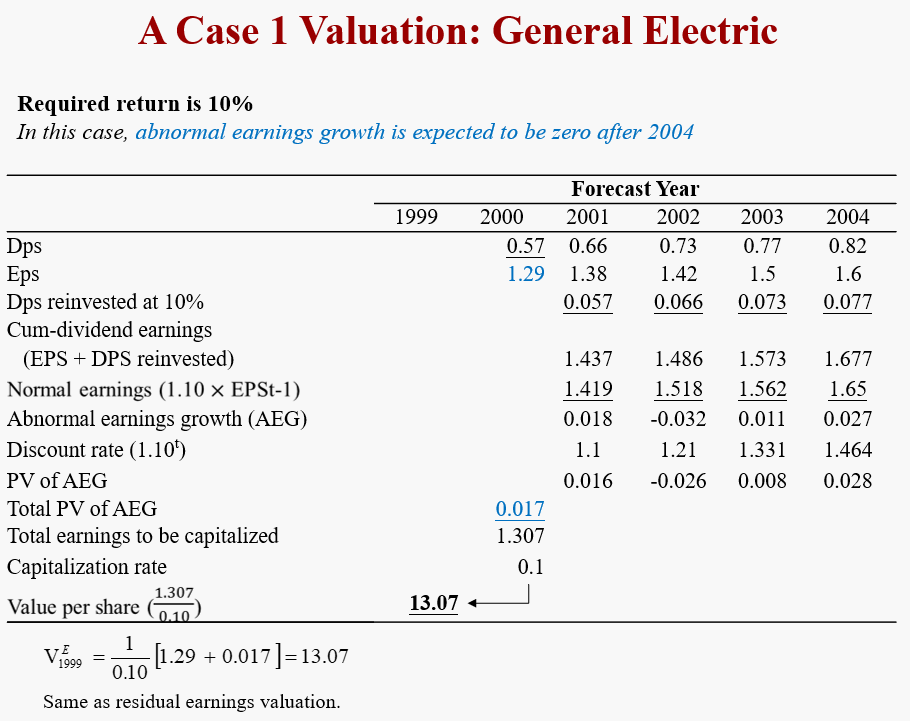 A Case 1 Valuation: General Electric
Required return is 10%
In this case, abnormal earnings growth is expected to be zero after 2004
Forecast Year
1999 2000 2001 2002 2003 2004
Dps 0.57 0.66 0.73 0.77 0.82
Eps 1.29 1.38 1.42 1.5 1.6
Dps reinvested at 10% 0.057 0.066 0.073 0.077
Cum-dividend earnings
(EPS + DPS reinvested) 1.437 1.486 1.573 1.677
Normal earnings (1.10 × EPSt-1) 1.419 1.518 1.562 1.65
Abnormal earnings growth (AEG) 0.018 -0.032 0.011 0.027
Discount rate (1.10ᵗ) 1.1 1.21 1.331 1.464
PV of AEG 0.016 -0.026 0.008 0.028
Total PV of AEG 0.017
Total earnings to be capitalized 1.307
Capitalization rate 0.1
Value per share (1.307/0.10) 13.07
V^E_1999 = 1/0.10 [1.29 + 0.017] = 13.07
Same as residual earnings valuation.